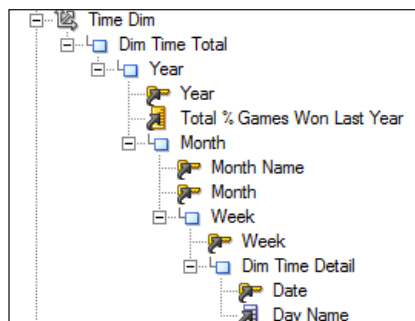 Time Dim
Dim Time Total
Year
Year
Total % Games Won Last Year
Month
Month Name
Month
Week
Week
Dim Time Detail
Date
Day Name